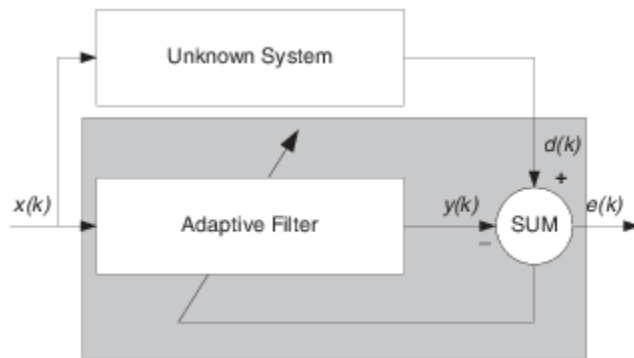 Unknown System
d(k)
+
x(k)
Adaptive Filter
y(k)
–
SUM
e(k)